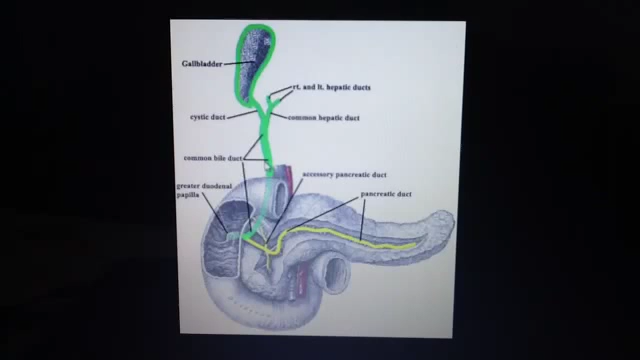 Gallbladder
rt. and lt. hepatic ducts
cystic duct
common hepatic duct
common bile duct
accessory pancreatic duct
greater duodenal
papilla
pancreatic duct